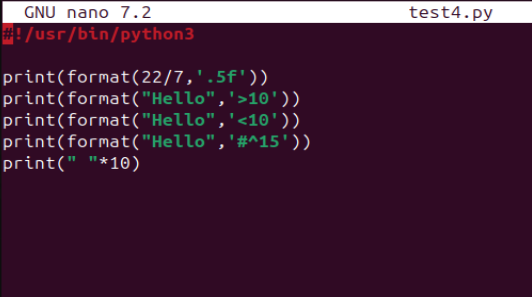 GNU nano 7.2 test4.py
#!/usr/bin/python3
print(format(22/7,'.5f'))
print(format("Hello",'>10'))
print(format("Hello",'<10'))
print(format("Hello",'#^15'))
print(" "*10)